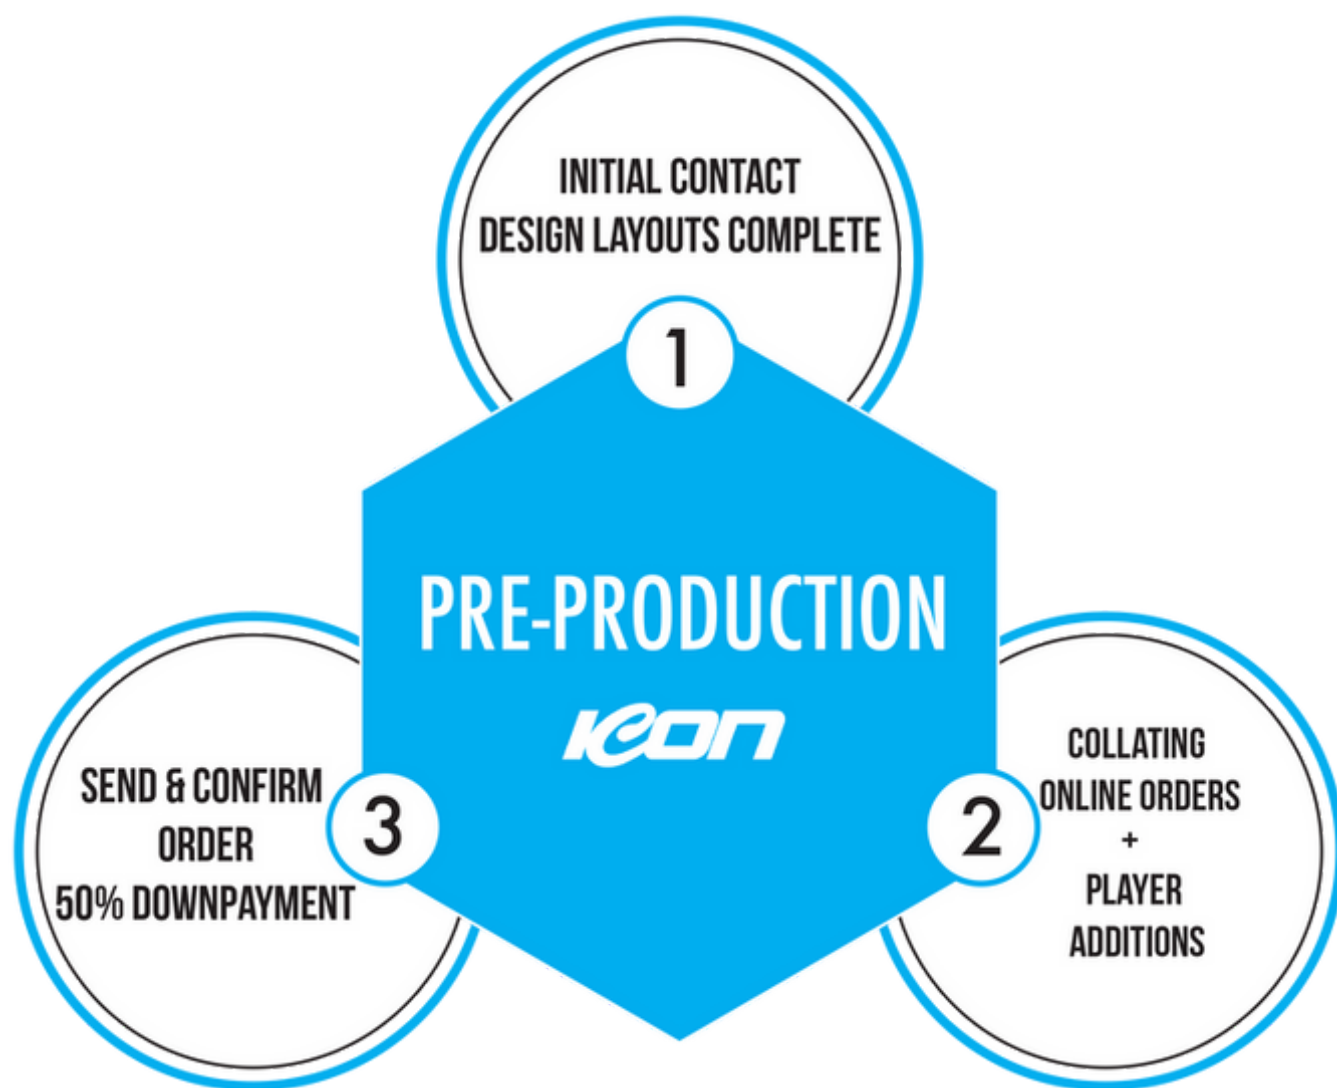 INITIAL CONTACT
DESIGN LAYOUTS COMPLETE
1
PRE-PRODUCTION
icon
COLLATING
ONLINE ORDERS
+
PLAYER
ADDITIONS
2
SEND & CONFIRM
ORDER
50% DOWNPAYMENT
3